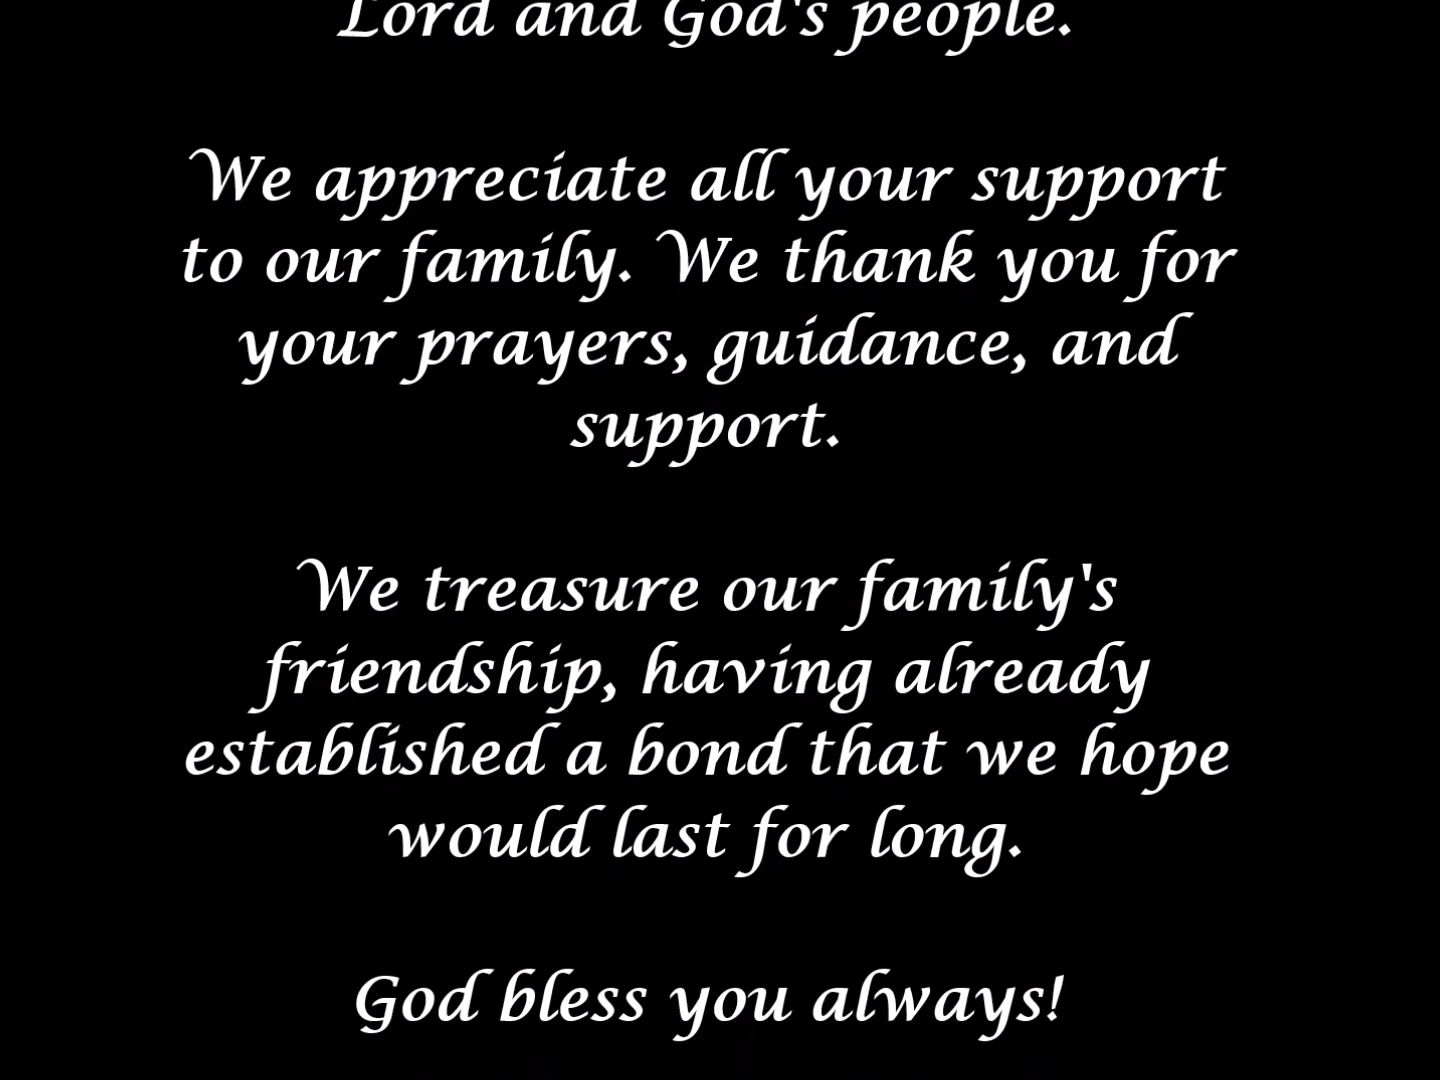 Lord and God's people.
We appreciate all your support
to our family. We thank you for
your prayers, guidance, and
support.
We treasure our family's
friendship, having already
established a bond that we hope
would last for long.
God bless you always!